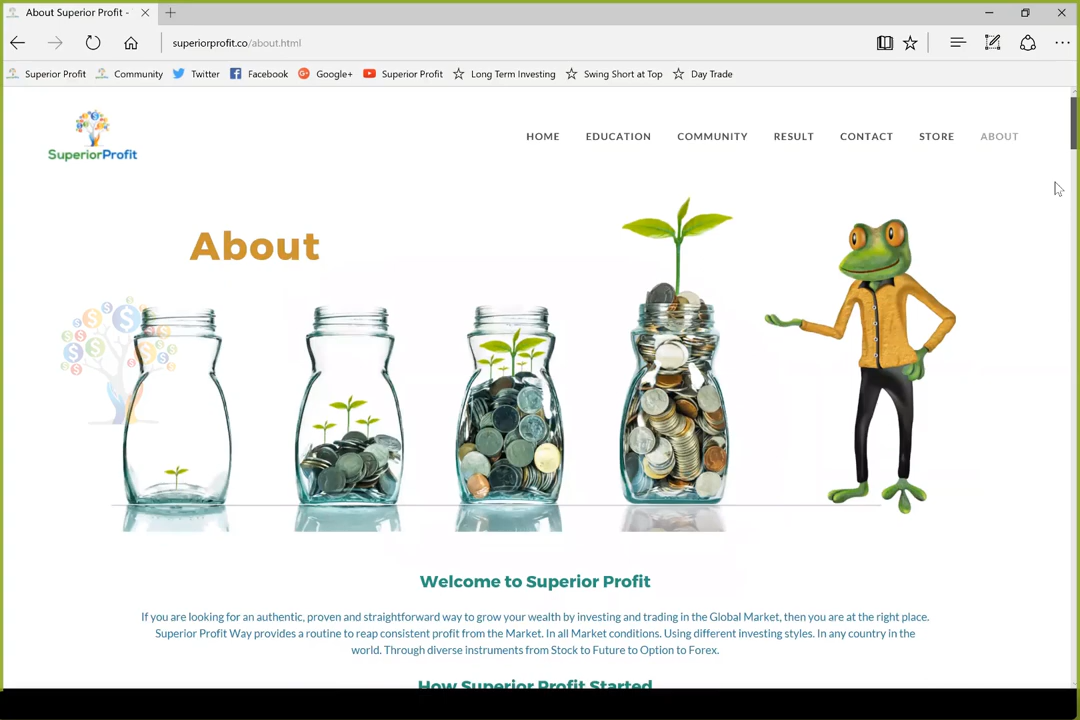 About Superior Profit -
superiorprofit.co/about.html
Superior Profit Community Twitter Facebook Google+ Superior Profit Long Term Investing Swing Short at Top Day Trade
SuperiorProfit
HOME EDUCATION COMMUNITY RESULT CONTACT STORE ABOUT
About
Welcome to Superior Profit
If you are looking for an authentic, proven and straightforward way to grow your wealth by investing and trading in the Global Market, then you are at the right place.
Superior Profit Way provides a routine to reap consistent profit from the Market. In all Market conditions. Using different investing styles. In any country in the
world. Through diverse instruments from Stock to Future to Option to Forex.
How Superior Profit Started